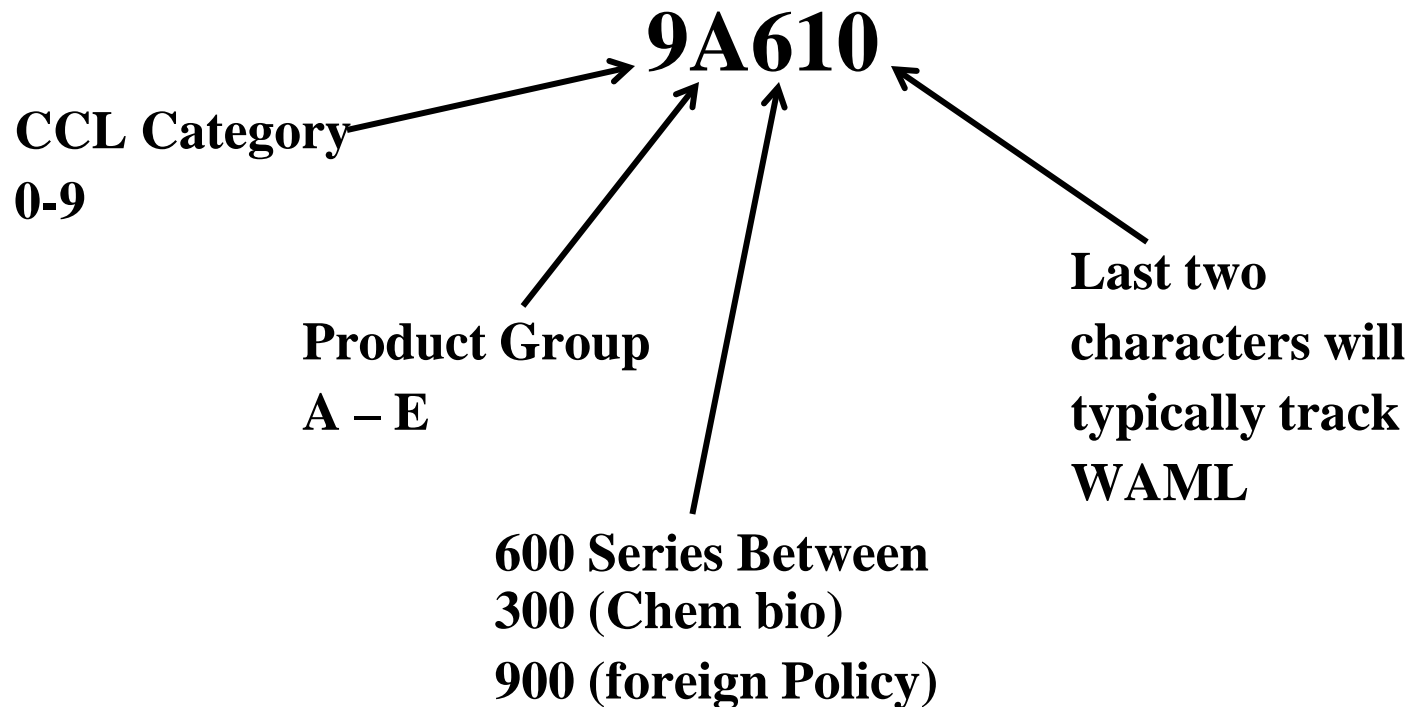 9A610
CCL Category
0-9
Product Group
A – E
600 Series Between
300 (Chem bio)
900 (foreign Policy)
Last two
characters will
typically track
WAML